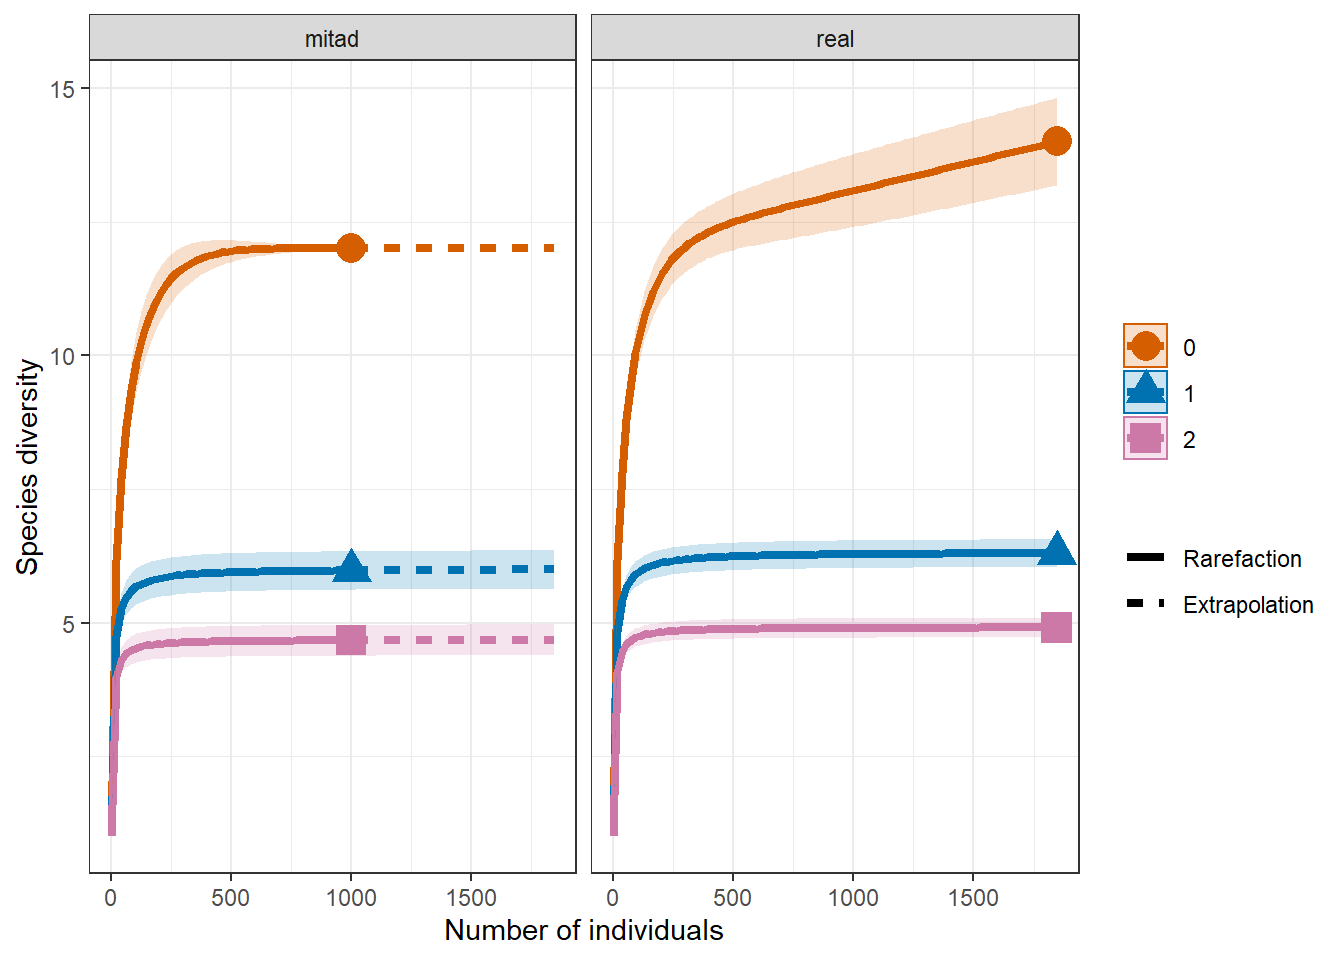 mitad
real
15
10
5
Species diversity
0 500 1000 1500
0 500 1000 1500
Number of individuals
0
1
2
Rarefaction
Extrapolation